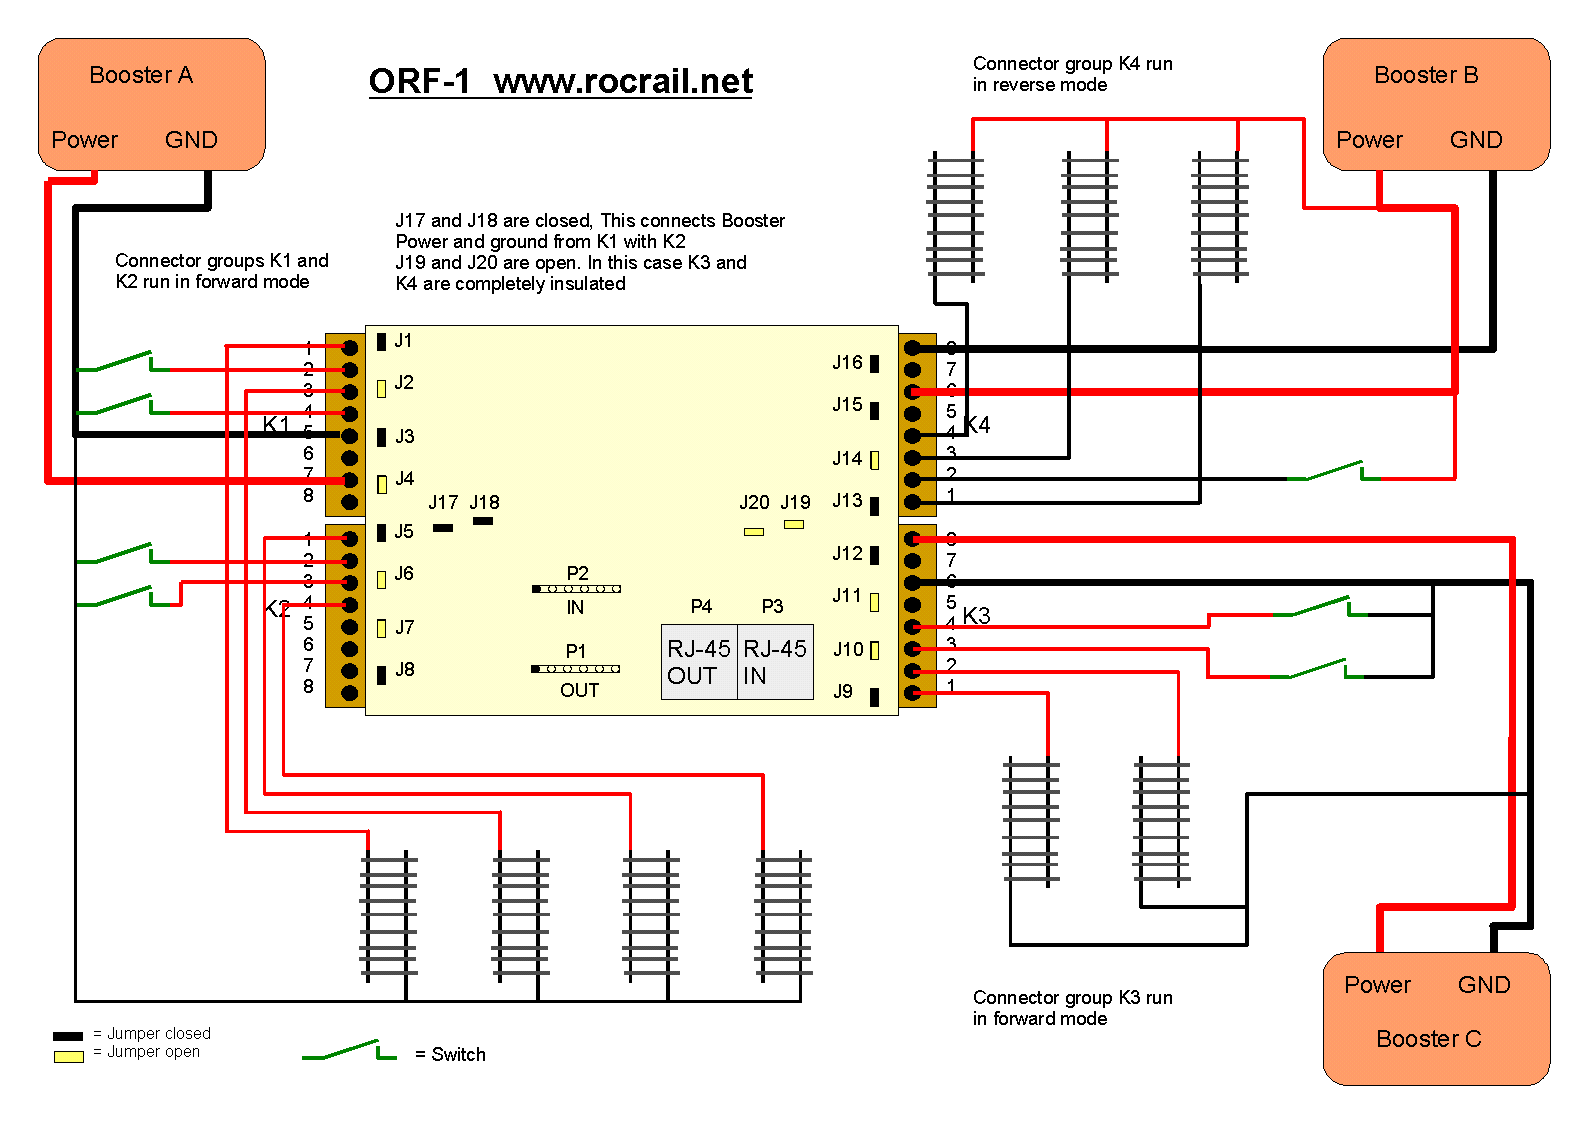 Booster A
Power GND
ORF-1 www.rocrail.net
Connector group K4 run
in reverse mode
Booster B
Power GND
J17 and J18 are closed, This connects Booster
Power and ground from K1 with K2
J19 and J20 are open. In this case K3 and
K4 are completely insulated
Connector groups K1 and
K2 run in forward mode
1
2
3
4
5
6
7
8
K1
J1
J2
J3
J4
J17 J18
J5
J6
J7
J8
1
2
3
4
5
6
7
8
K2
P2
IN
P1
OUT
P4 P3
RJ-45
OUT
RJ-45
IN
J20 J19
J16
J15
J14
J13
J12
J11
J10
J9
8
7
6
5
4
3
2
1
K4
8
7
6
5
4
3
2
1
K3
Connector group K3 run
in forward mode
Power GND
Booster C
= Jumper closed
= Jumper open
= Switch